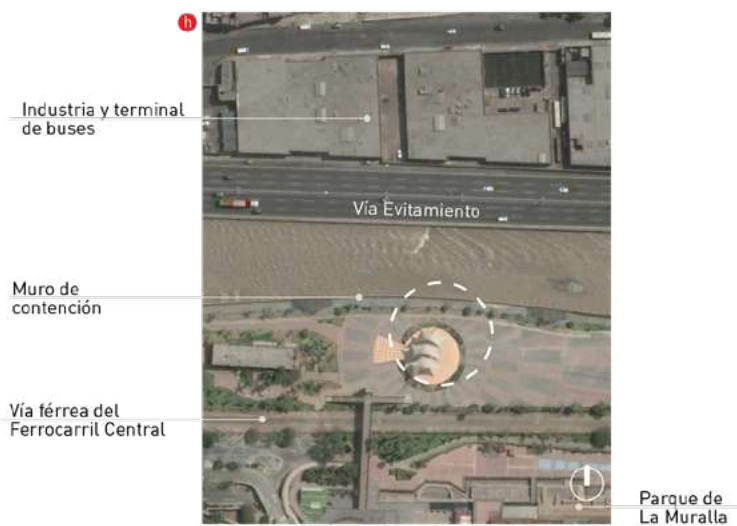 h
Industria y terminal
de buses
Vía Evitamiento
Muro de
contención
Vía férrea del
Ferrocarril Central
Parque de
La Muralla